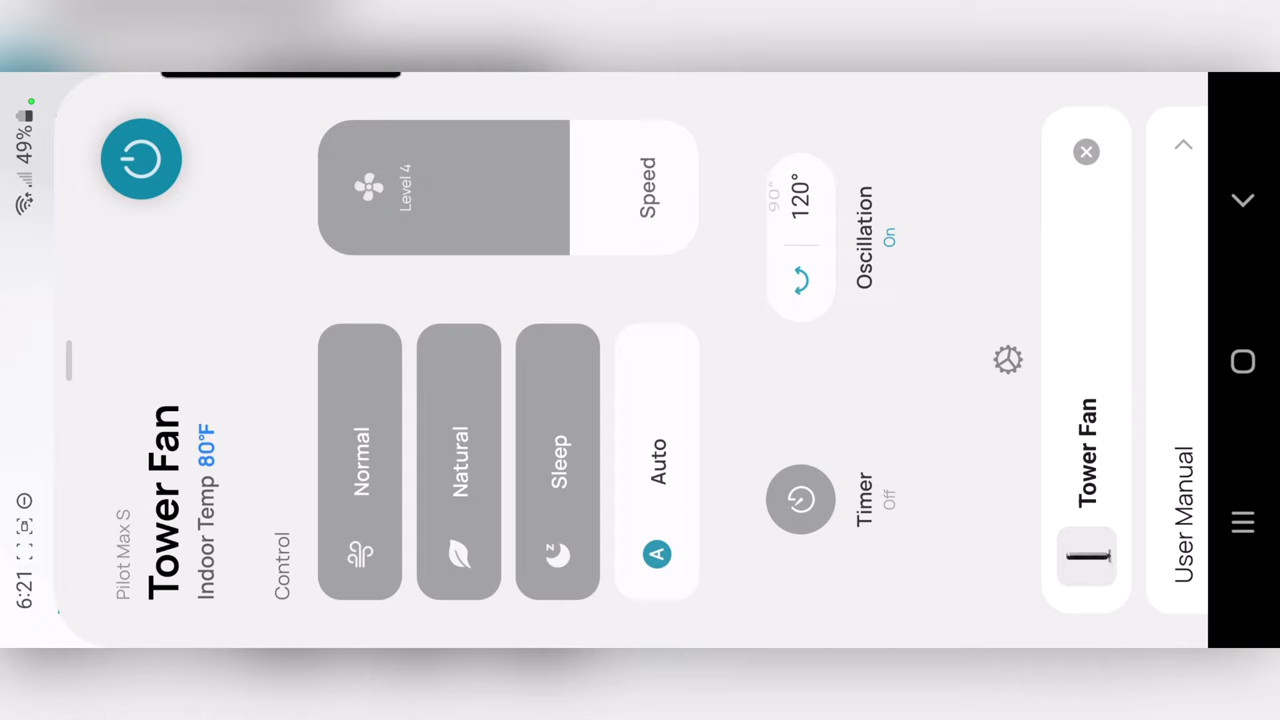 6:21
49%
Pilot Max S
Tower Fan
Indoor Temp 80°F
Control
Normal
Natural
Sleep
A Auto
Level 4
Speed
Timer
Off
90°
120°
Oscillation
On
Tower Fan
User Manual